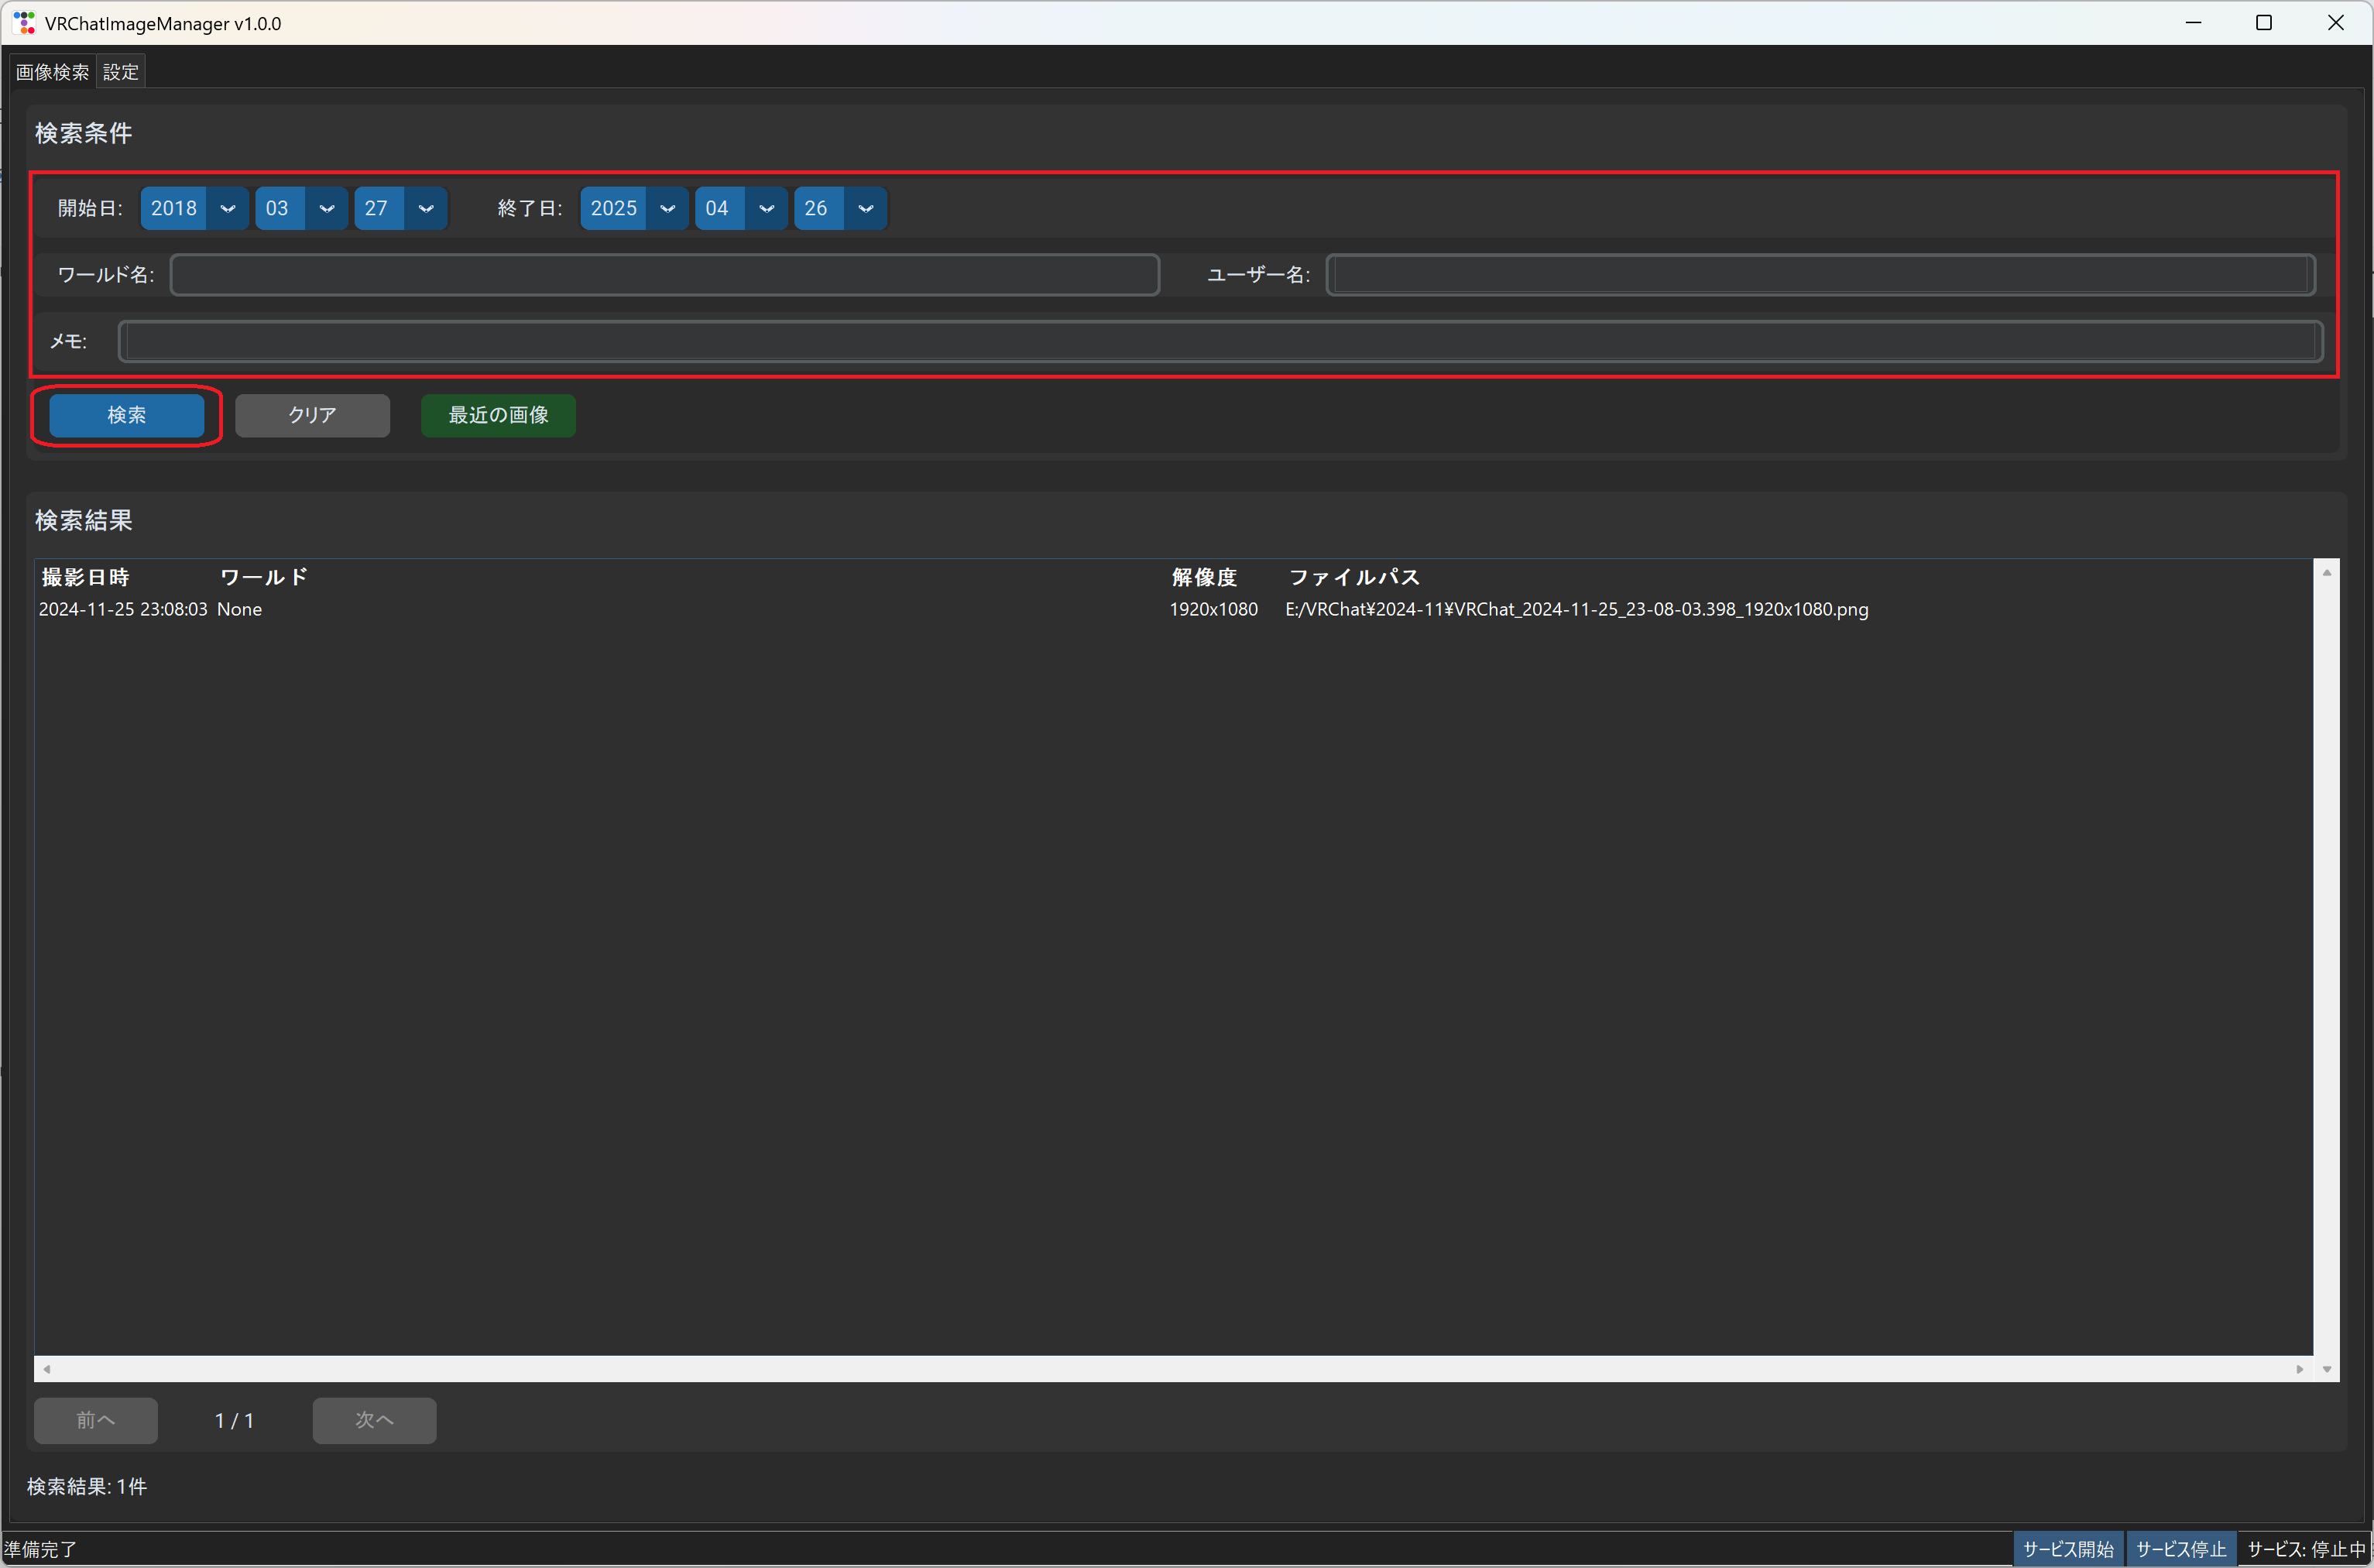 VRChatImageManager v1.0.0
画像検索 設定
検索条件
開始日: 2018 03 27 終了日: 2025 04 26
ワールド名: ユーザー名:
メモ:
検索 クリア 最近の画像
検索結果
撮影日時 ワールド 解像度 ファイルパス
2024-11-25 23:08:03 None 1920x1080 E:/VRChat¥2024-11¥VRChat_2024-11-25_23-08-03.398_1920x1080.png
前へ 1 / 1 次へ
検索結果: 1件
準備完了 サービス開始 サービス停止 サービス: 停止中